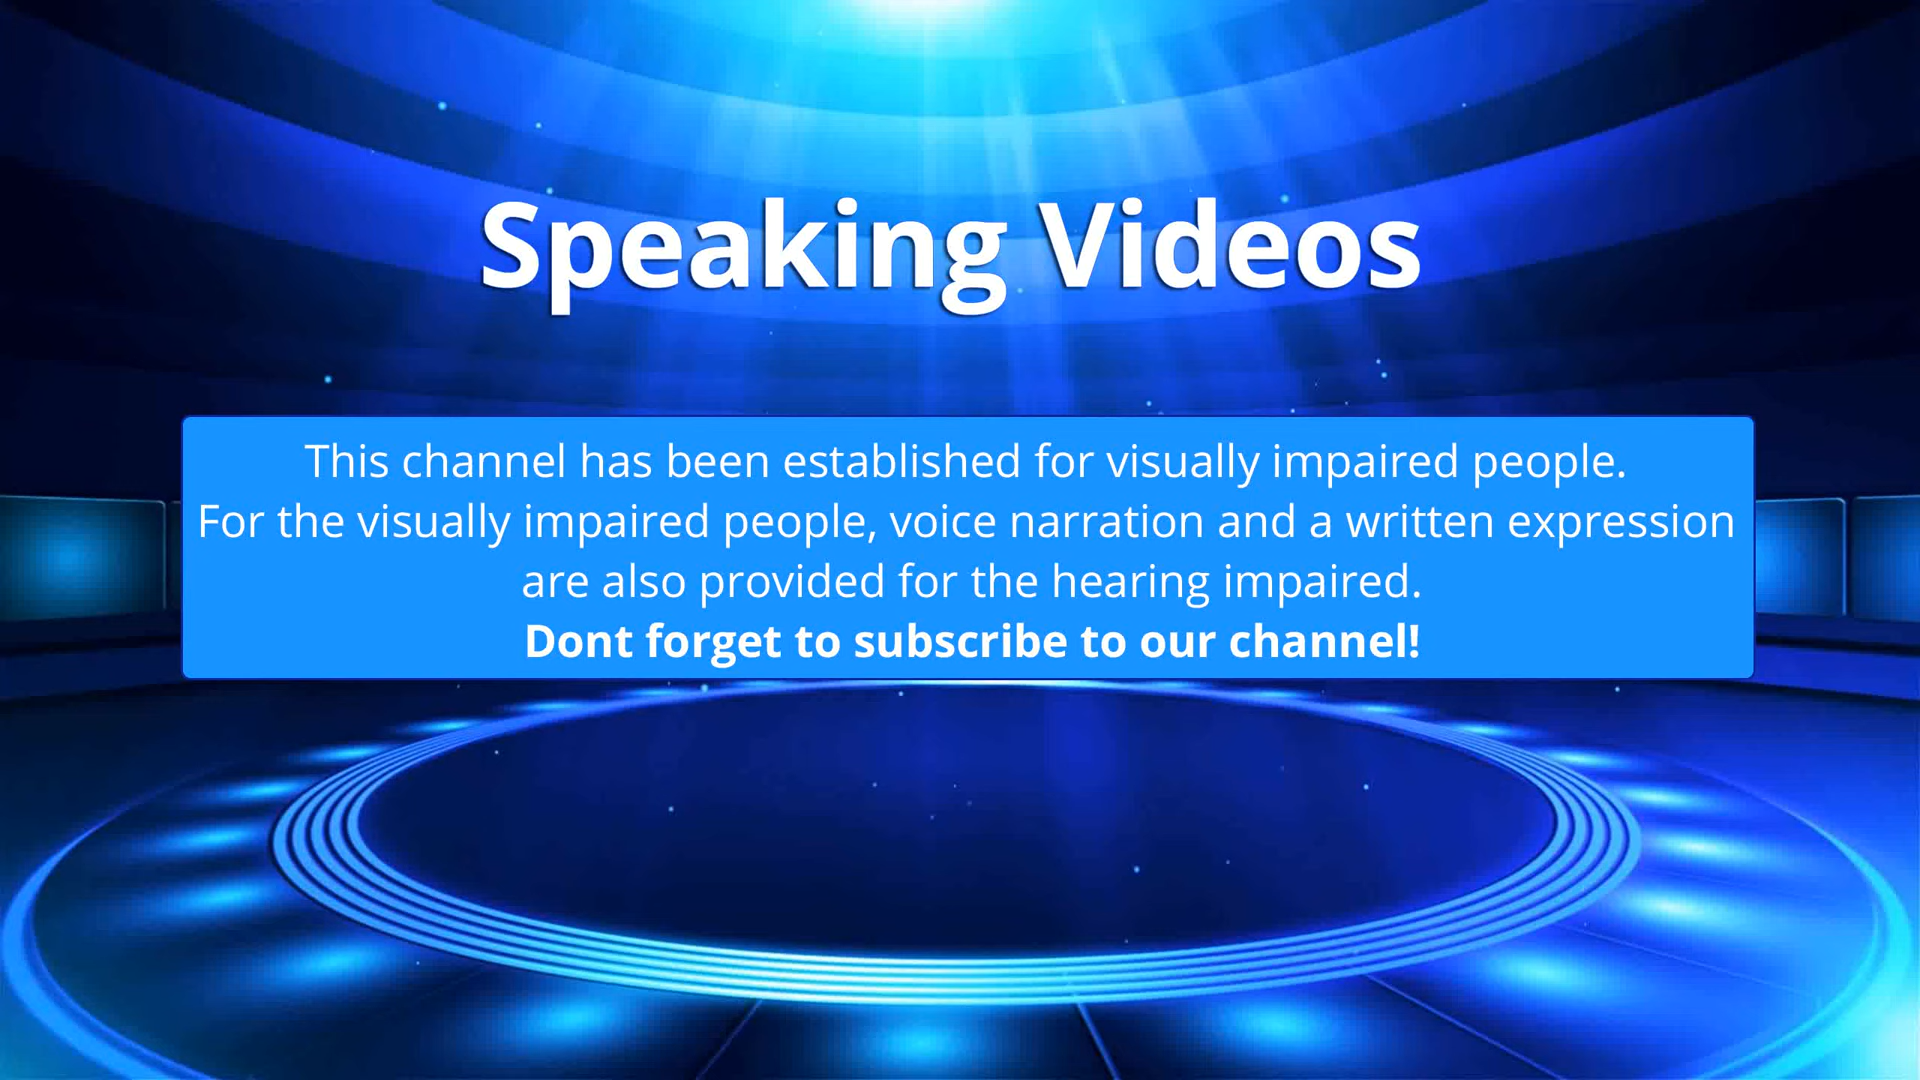 Speaking Videos
This channel has been established for visually impaired people.
For the visually impaired people, voice narration and a written expression
are also provided for the hearing impaired.
Dont forget to subscribe to our channel!